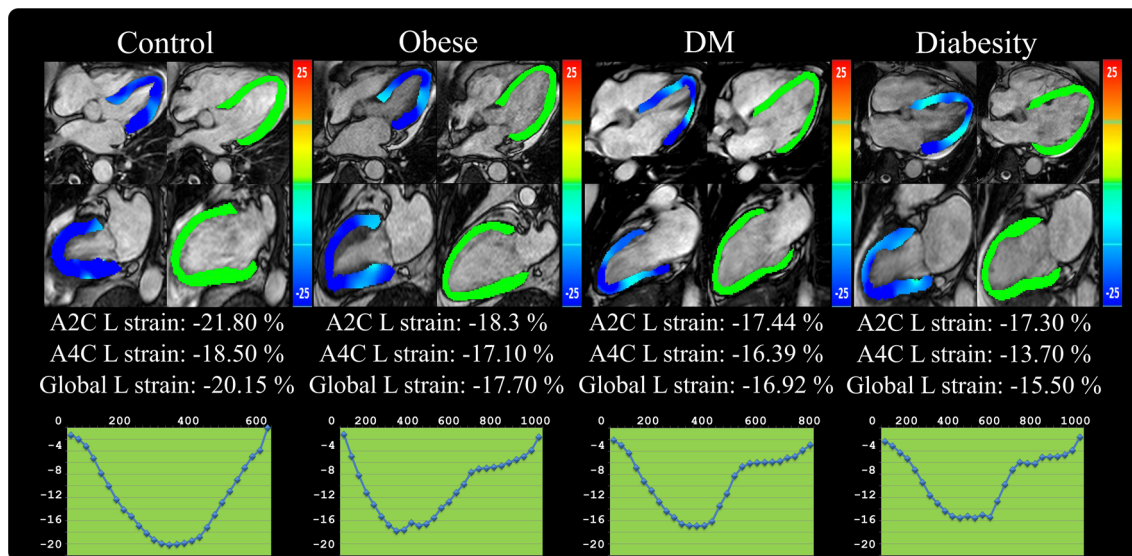 Control Obese DM Diabesity
25 25 25 25
-25 -25 -25 -25
A2C L strain: -21.80 % A2C L strain: -18.3 % A2C L strain: -17.44 % A2C L strain: -17.30 %
A4C L strain: -18.50 % A4C L strain: -17.10 % A4C L strain: -16.39 % A4C L strain: -13.70 %
Global L strain: -20.15 % Global L strain: -17.70 % Global L strain: -16.92 % Global L strain: -15.50 %
0 200 400 600 0 200 400 600 800 1000 0 200 400 600 800 0 200 400 600 800 1000
-4 -4 -4 -4
-8 -8 -8 -8
-12 -12 -12 -12
-16 -16 -16 -16
-20 -20 -20 -20